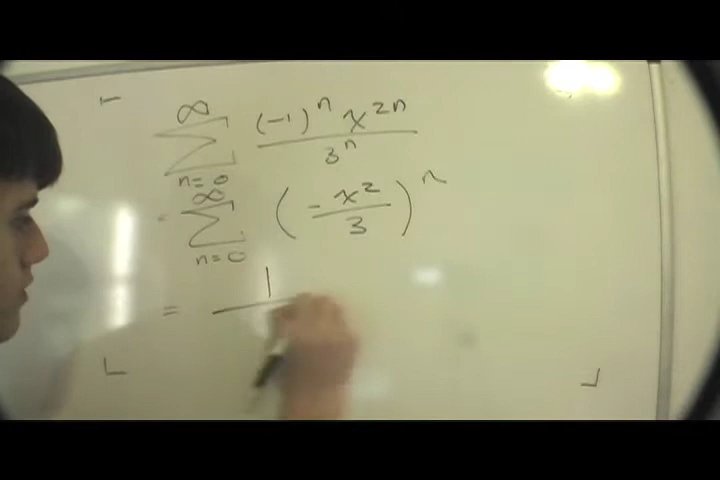 ∞
∑ (-1)ⁿ x²ⁿ / 3ⁿ
n=0
∞
= ∑ (-x² / 3)ⁿ
n=0
= 1 /